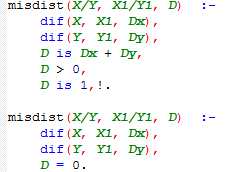 misdist(X/Y, X1/Y1, D) :-
dif(X, X1, Dx),
dif(Y, Y1, Dy),
D is Dx + Dy,
D > 0,
D is 1,!.
misdist(X/Y, X1/Y1, D) :-
dif(X, X1, Dx),
dif(Y, Y1, Dy),
D = 0.